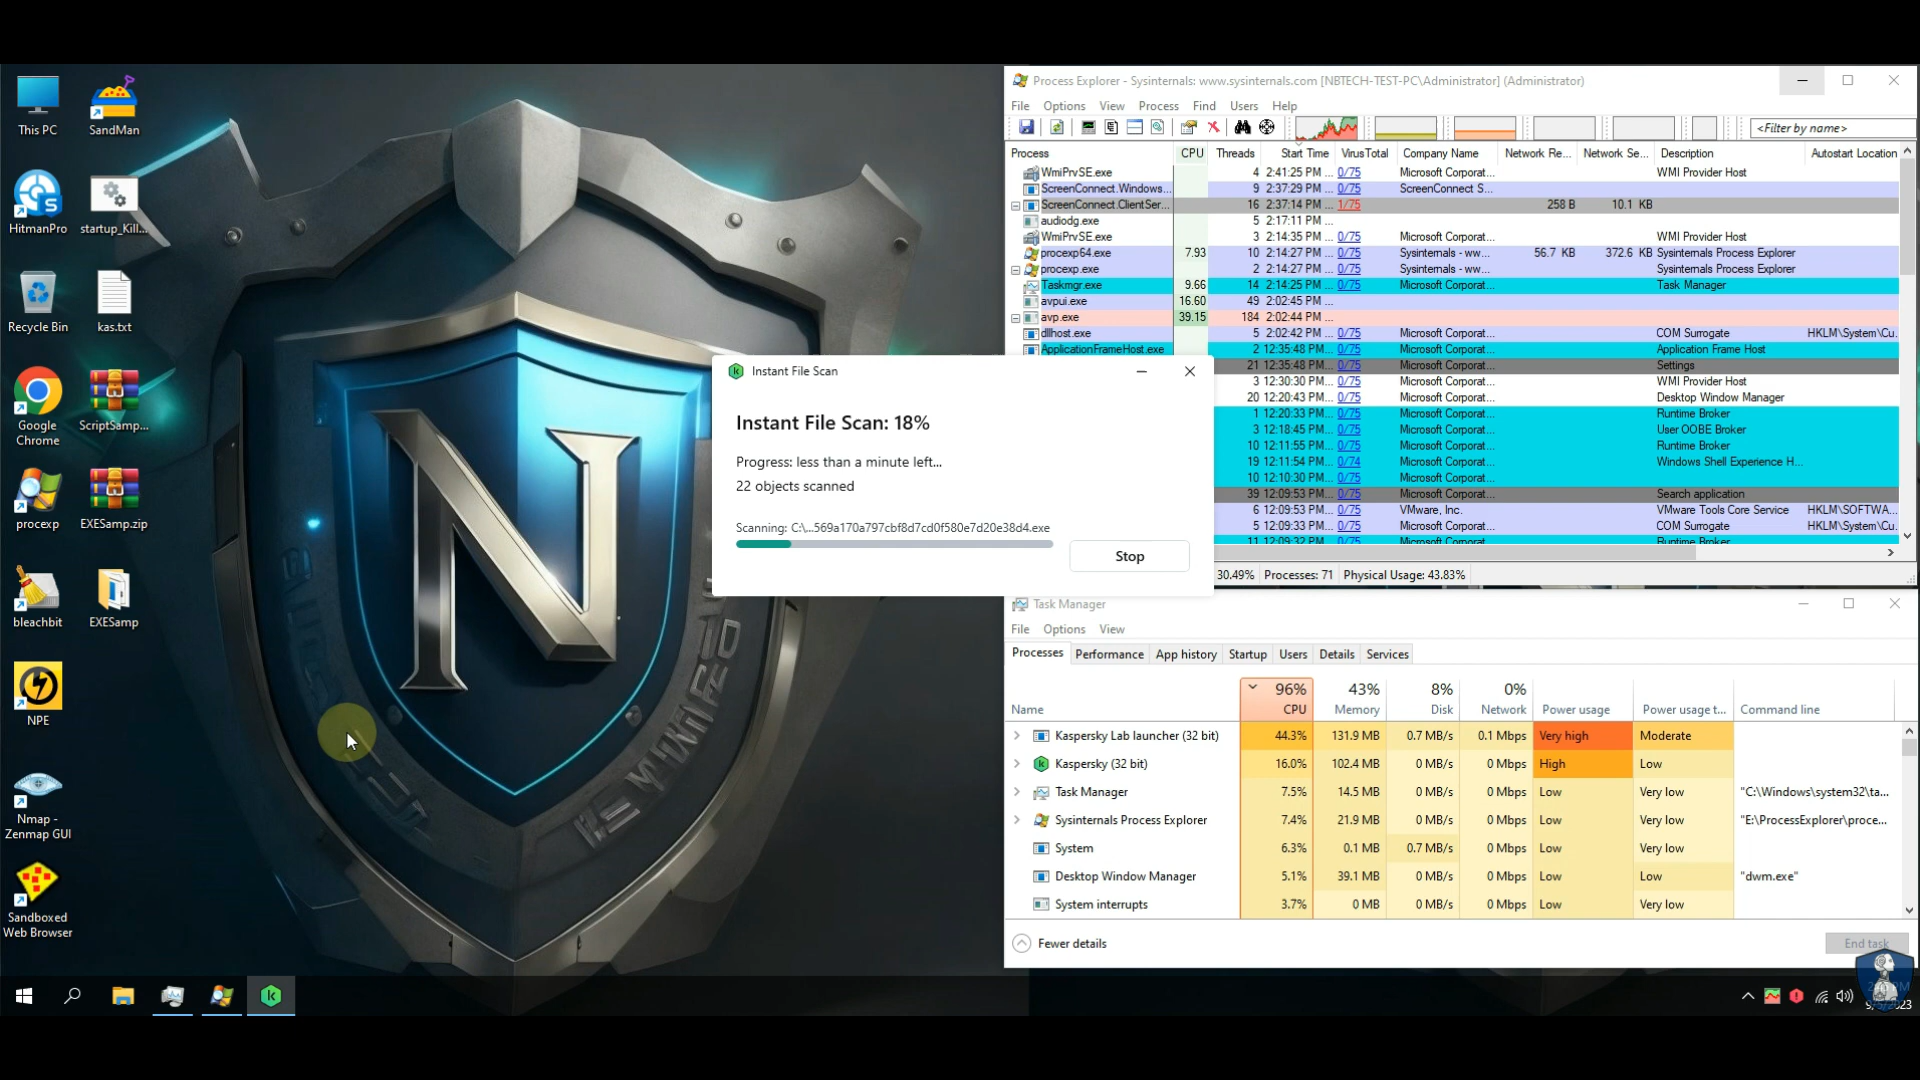 This PC
SandMan
HitmanPro
startup_Kill...
Recycle Bin
kas.txt
Google
Chrome
ScriptSamp...
procexp
EXESamp.zip
bleachbit
EXESamp
NPE
Nmap -
Zenmap GUI
Sandboxed
Web Browser
N
Process Explorer - Sysinternals: www.sysinternals.com [NBTECH-TEST-PC\Administrator] (Administrator)
File Options View Process Find Users Help
<Filter by name>
Process CPU Threads Start Time VirusTotal Company Name Network Re... Network Se... Description Autostart Location
WmiPrvSE.exe 4 2:41:25 PM ... 0/75 Microsoft Corporat... WMI Provider Host
ScreenConnect.Windows... 9 2:37:29 PM ... 0/75 ScreenConnect S...
ScreenConnect.ClientSer... 16 2:37:14 PM ... 1/75 258 B 10.1 KB
audiodg.exe 5 2:17:11 PM ...
WmiPrvSE.exe 3 2:14:35 PM ... 0/75 Microsoft Corporat... WMI Provider Host
procexp64.exe 7.93 10 2:14:27 PM ... 0/75 Sysinternals - ww... 56.7 KB 372.6 KB Sysinternals Process Explorer
procexp.exe 2 2:14:27 PM ... 0/75 Sysinternals - ww... Sysinternals Process Explorer
Taskmgr.exe 9.66 14 2:14:25 PM ... 0/75 Microsoft Corporat... Task Manager
avpui.exe 16.60 49 2:02:45 PM ...
avp.exe 39.15 184 2:02:44 PM ...
dllhost.exe 5 2:02:42 PM ... 0/75 Microsoft Corporat... COM Surrogate HKLM\System\Cu...
ApplicationFrameHost.exe 2 12:35:48 PM... 0/75 Microsoft Corporat... Application Frame Host
21 12:35:48 PM... 0/75 Microsoft Corporat... Settings
3 12:30:30 PM... 0/75 Microsoft Corporat... WMI Provider Host
20 12:20:43 PM... 0/75 Microsoft Corporat... Desktop Window Manager
1 12:20:33 PM... 0/75 Microsoft Corporat... Runtime Broker
3 12:18:45 PM... 0/75 Microsoft Corporat... User OOBE Broker
10 12:11:55 PM... 0/75 Microsoft Corporat... Runtime Broker
19 12:11:54 PM... 0/74 Microsoft Corporat... Windows Shell Experience H...
10 12:10:30 PM... 0/75 Microsoft Corporat...
39 12:09:53 PM... 0/75 Microsoft Corporat... Search application
6 12:09:53 PM... 0/75 VMware, Inc. VMware Tools Core Service HKLM\SOFTWA...
5 12:09:33 PM... 0/75 Microsoft Corporat... COM Surrogate HKLM\System\Cu...
11 12:09:32 PM... 0/75 Microsoft Corporat... Runtime Broker
30.49% Processes: 71 Physical Usage: 43.83%
Instant File Scan
Instant File Scan: 18%
Progress: less than a minute left...
22 objects scanned
Scanning: C:\...569a170a797cbf8d7cd0f580e7d20e38d4.exe
Stop
Task Manager
File Options View
Processes Performance App history Startup Users Details Services
96% 43% 8% 0%
Name CPU Memory Disk Network Power usage Power usage t... Command line
Kaspersky Lab launcher (32 bit) 44.3% 131.9 MB 0.7 MB/s 0.1 Mbps Very high Moderate
Kaspersky (32 bit) 16.0% 102.4 MB 0 MB/s 0 Mbps High Low
Task Manager 7.5% 14.5 MB 0 MB/s 0 Mbps Low Very low "C:\Windows\system32\ta...
Sysinternals Process Explorer 7.4% 21.9 MB 0 MB/s 0 Mbps Low Very low "E:\ProcessExplorer\proce...
System 6.3% 0.1 MB 0.7 MB/s 0 Mbps Low Very low
Desktop Window Manager 5.1% 39.1 MB 0 MB/s 0 Mbps Low Low "dwm.exe"
System interrupts 3.7% 0 MB 0 MB/s 0 Mbps Low Very low
Fewer details
End task